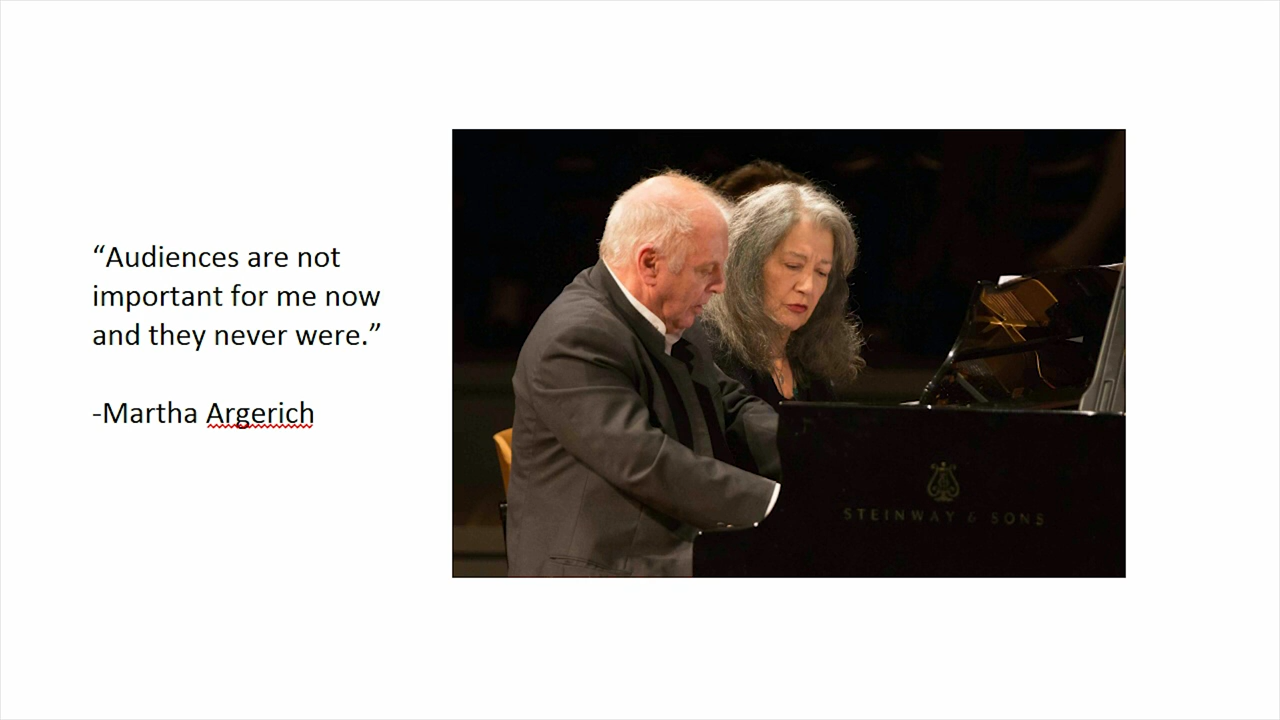 “Audiences are not
important for me now
and they never were.”
-Martha Argerich
STEINWAY & SONS